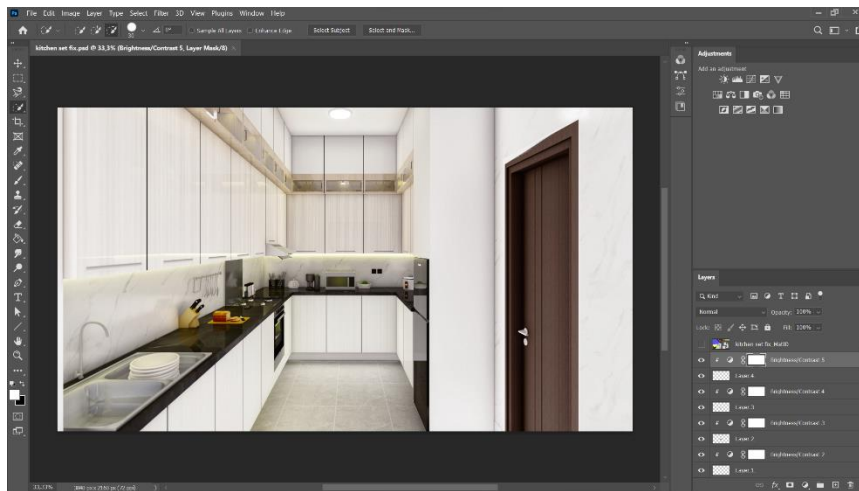 Ps File Edit Image Layer Type Select Filter 3D View Plugins Window Help
Sample All Layers Enhance Edge Select Subject Select and Mask...
kitchen set fix.psd @ 33,3% (Brightness/Contrast 5, Layer Mask/8)
Adjustments
Add an adjustment
Layers
Kind
Normal Opacity: 100%
Lock: Fill: 100%
kitchen set fix
Brightness/Contrast 5
Layer 4
Brightness/Contrast 4
Layer 3
Brightness/Contrast 3
Layer 2
Brightness/Contrast 2
Layer 1
33,33%